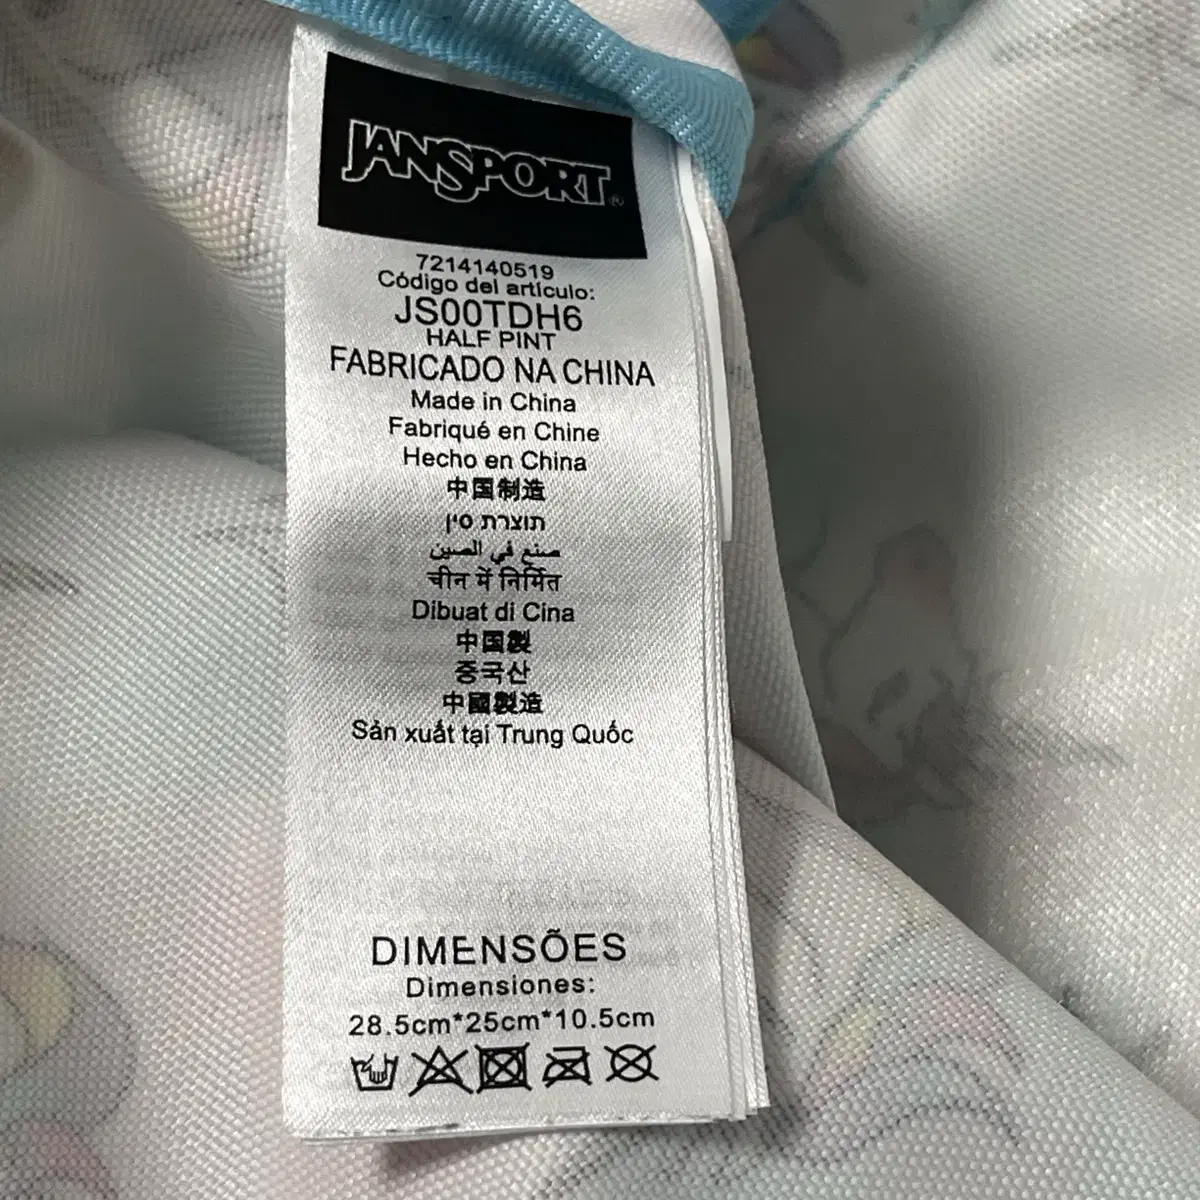 JANSPORT®
7214140519
Código del artículo:
JS00TDH6
HALF PINT
FABRICADO NA CHINA
Made in China
Fabriqué en Chine
Hecho en China
中国制造
תוצרת סין
صنع في الصين
चीन में निर्मित
Dibuat di Cina
中国製
중국산
中國製造
Sản xuất tại Trung Quốc
DIMENSÕES
Dimensiones:
28.5cm*25cm*10.5cm